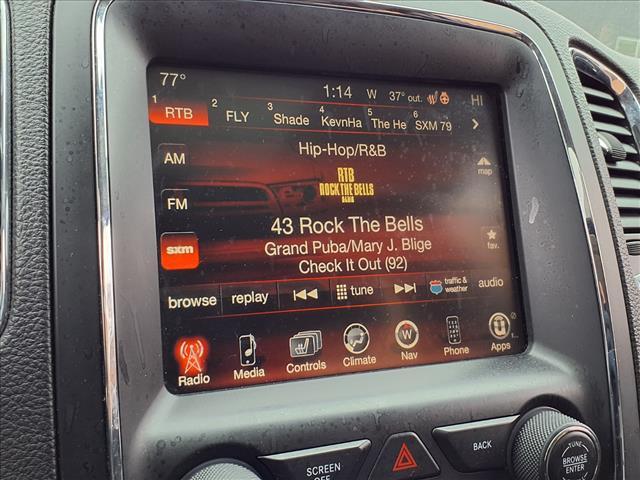 77° 1:14 W 37° out. HI
1 RTB 2 FLY 3 Shade 4 KevnHa 5 The He 6 SXM 79
Hip-Hop/R&B
AM
RTB
ROCK THE BELLS
RADIO
map
FM
43 Rock The Bells
sxm
Grand Puba/Mary J. Blige
fav.
Check It Out (92)
browse replay tune traffic & weather audio
W
Radio Media Controls Climate Nav Phone Apps
SCREEN OFF
BACK
TUNE
BROWSE
ENTER